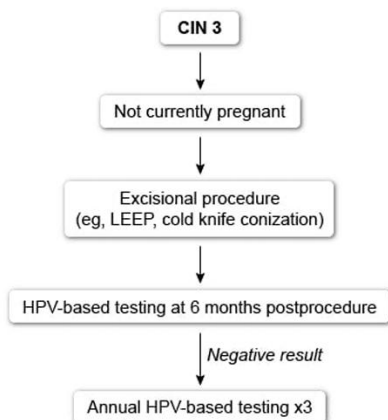 CIN 3
Not currently pregnant
Excisional procedure
(eg, LEEP, cold knife conization)
HPV-based testing at 6 months postprocedure
Negative result
Annual HPV-based testing x3